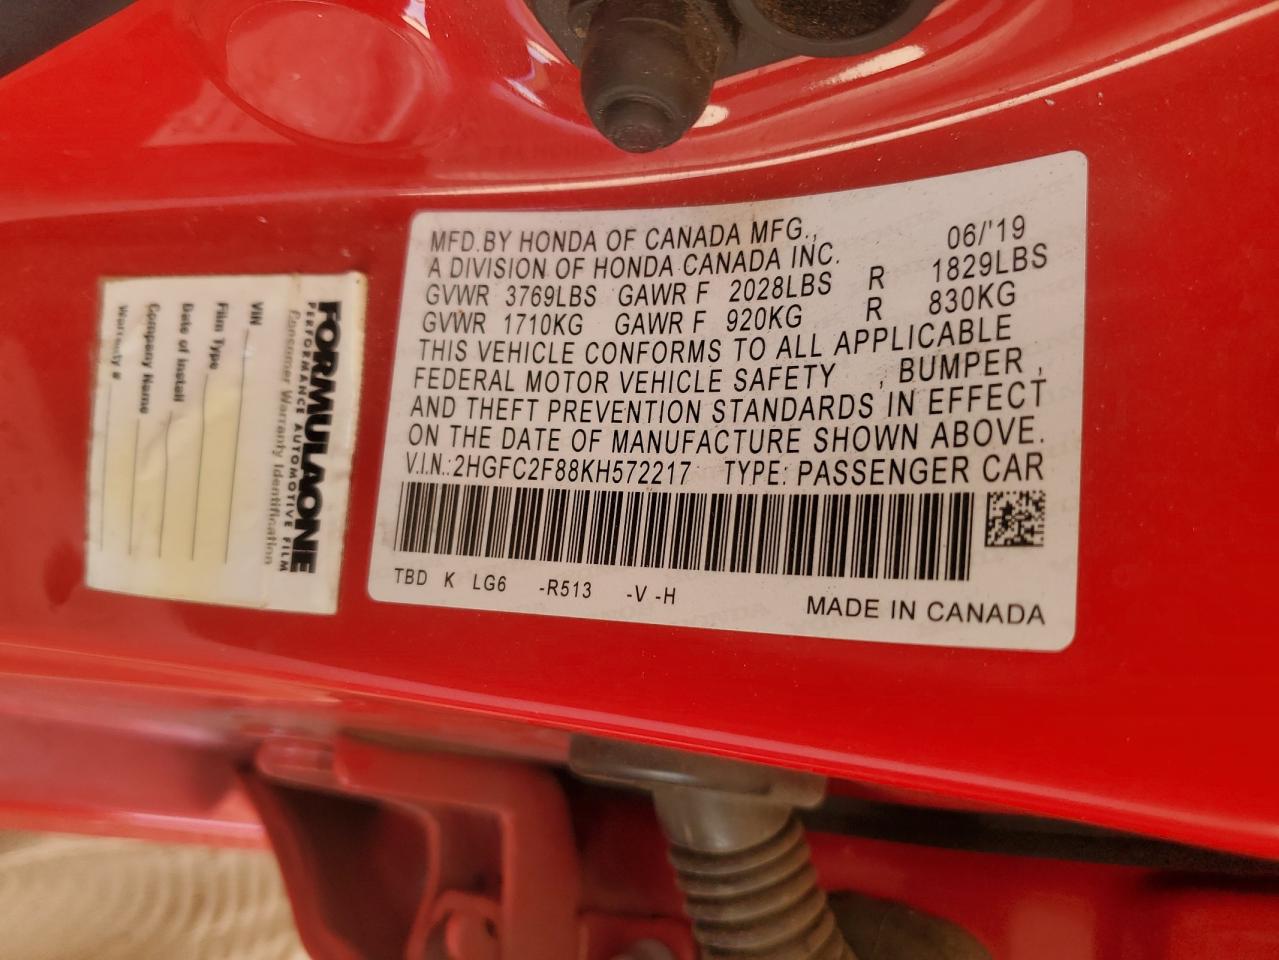 MFD.BY HONDA OF CANADA MFG., 06/'19
A DIVISION OF HONDA CANADA INC.
GVWR 3769LBS GAWR F 2028LBS R 1829LBS
GVWR 1710KG GAWR F 920KG R 830KG
THIS VEHICLE CONFORMS TO ALL APPLICABLE
FEDERAL MOTOR VEHICLE SAFETY , BUMPER ,
AND THEFT PREVENTION STANDARDS IN EFFECT
ON THE DATE OF MANUFACTURE SHOWN ABOVE.
V.I.N.:2HGFC2F88KH572217 TYPE: PASSENGER CAR
TBD K LG6 -R513 -V -H
MADE IN CANADA
FORMULAONE
PERFORMANCE AUTOMOTIVE FILM
Consumer Warranty Identification
VIN
Film Type
Date of Install
Company Name
Warranty #